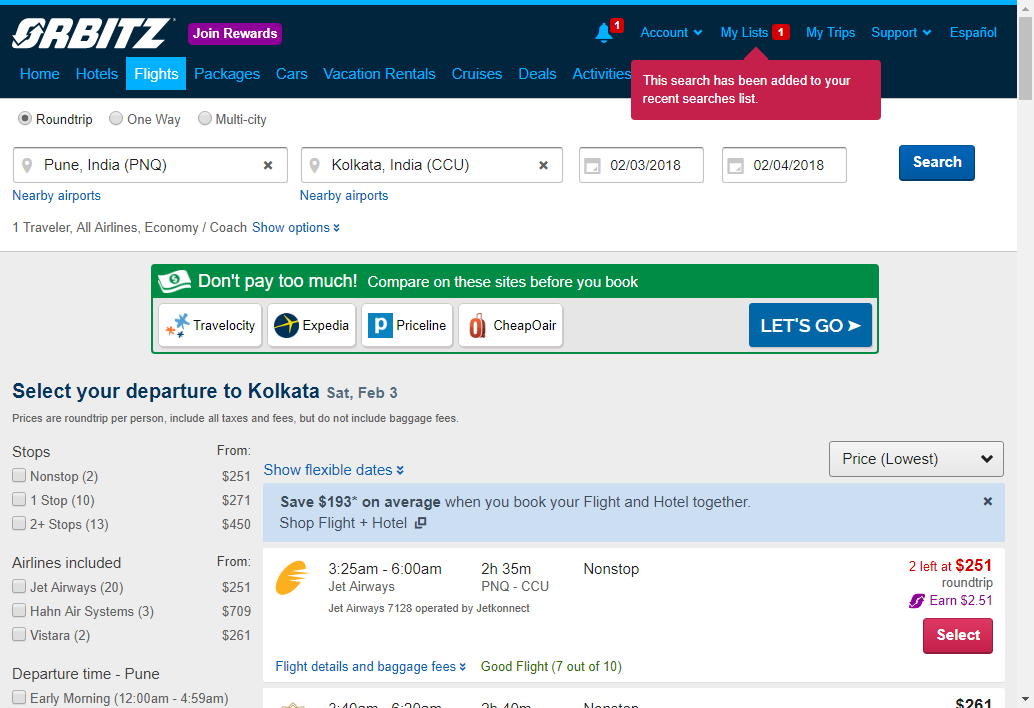 ORBITZ
Join Rewards
1
Account
My Lists 1
My Trips
Support
Español
Home
Hotels
Flights
Packages
Cars
Vacation Rentals
Cruises
Deals
Activities
This search has been added to your
recent searches list.
Roundtrip
One Way
Multi-city
Pune, India (PNQ)
Kolkata, India (CCU)
02/03/2018
02/04/2018
Search
Nearby airports
Nearby airports
1 Traveler, All Airlines, Economy / Coach Show options
Don't pay too much! Compare on these sites before you book
Travelocity
Expedia
Priceline
CheapOair
LET'S GO
Select your departure to Kolkata Sat, Feb 3
Prices are roundtrip per person, include all taxes and fees, but do not include baggage fees.
Stops From:
Nonstop (2) $251
1 Stop (10) $271
2+ Stops (13) $450
Airlines included From:
Jet Airways (20) $251
Hahn Air Systems (3) $709
Vistara (2) $261
Departure time - Pune
Early Morning (12:00am - 4:59am)
Price (Lowest)
Show flexible dates
Save $193* on average when you book your Flight and Hotel together.
Shop Flight + Hotel
3:25am - 6:00am 2h 35m Nonstop
Jet Airways PNQ - CCU
Jet Airways 7128 operated by Jetkonnect
2 left at $251
roundtrip
Earn $2.51
Select
Flight details and baggage fees Good Flight (7 out of 10)
$261